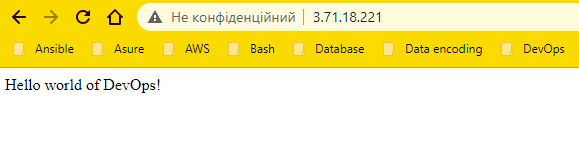 Не конфіденційний 3.71.18.221
Ansible Asure AWS Bash Database Data encoding DevOps
Hello world of DevOps!